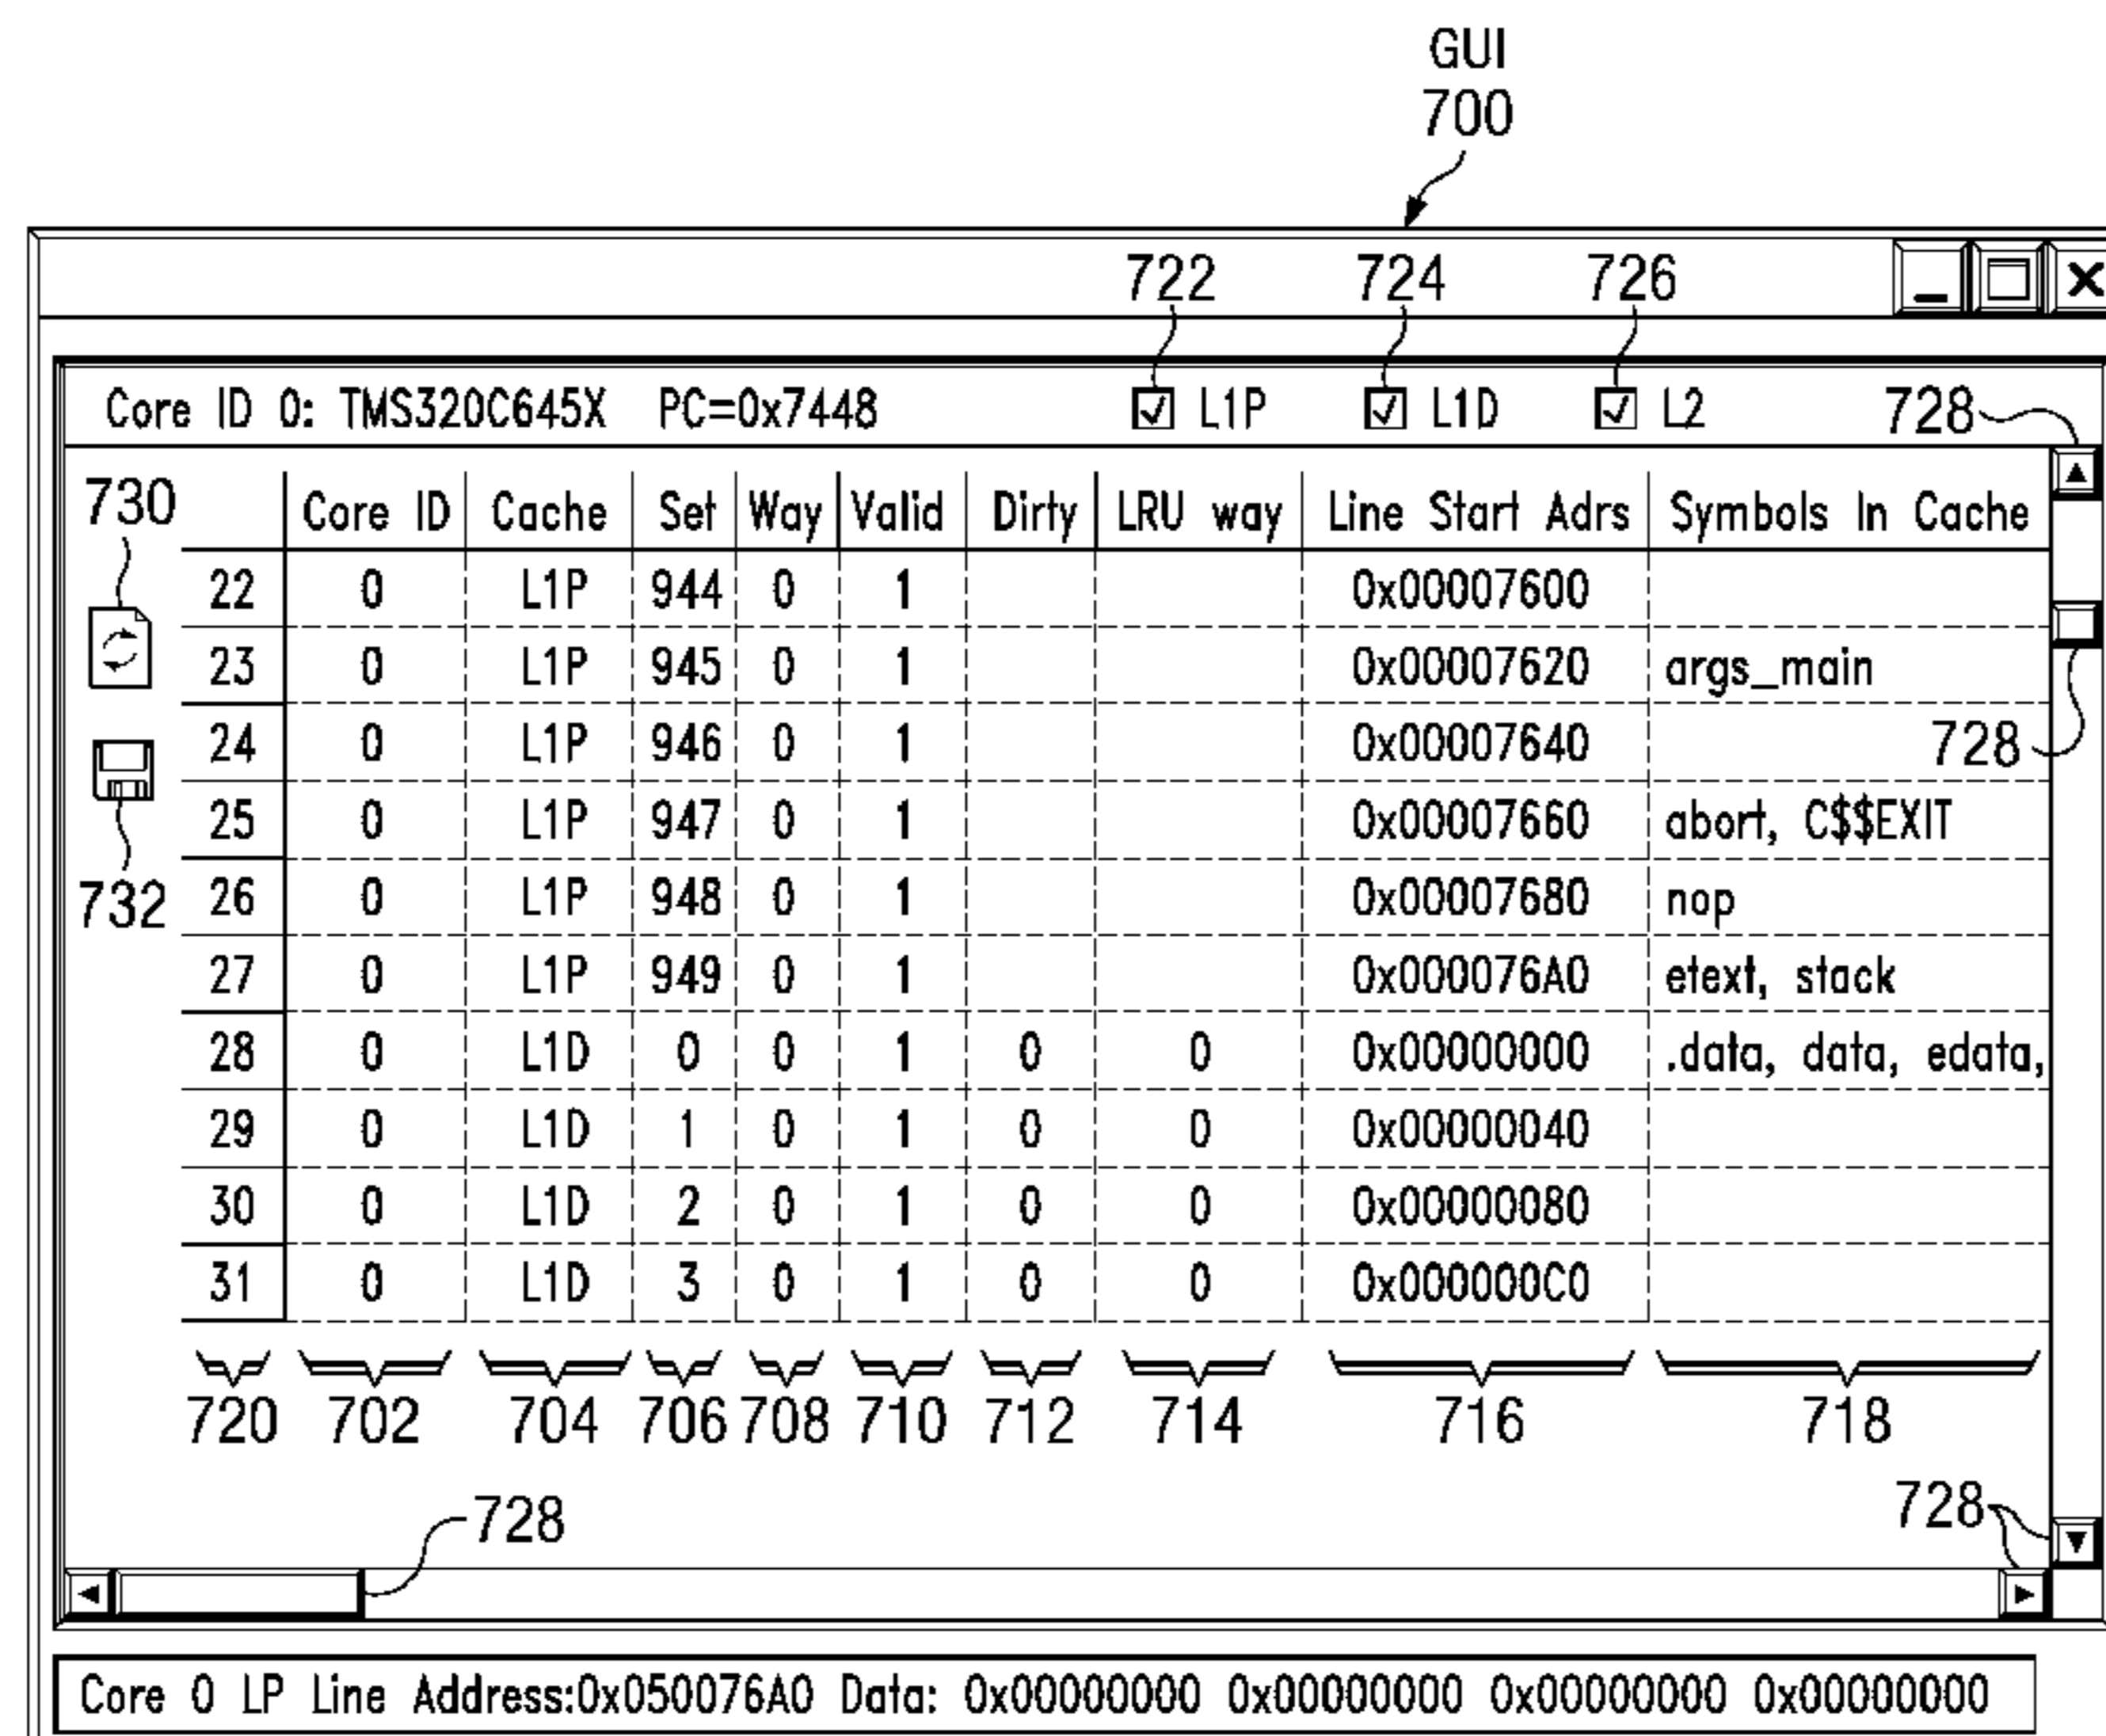 GUI
700
722 724 726
Core ID 0: TMS320C645X PC=0x7448 L1P L1D L2 728
730 Core ID Cache Set Way Valid Dirty LRU way Line Start Adrs Symbols In Cache
22 0 L1P 944 0 1 0x00007600
23 0 L1P 945 0 1 0x00007620 args_main
24 0 L1P 946 0 1 0x00007640 728
25 0 L1P 947 0 1 0x00007660 abort, C$$EXIT
732 26 0 L1P 948 0 1 0x00007680 nop
27 0 L1P 949 0 1 0x000076A0 etext, stack
28 0 L1D 0 0 1 0 0 0x00000000 .data, data, edata,
29 0 L1D 1 0 1 0 0 0x00000040
30 0 L1D 2 0 1 0 0 0x00000080
31 0 L1D 3 0 1 0 0 0x000000C0
720 702 704 706 708 710 712 714 716 718
728 728
Core 0 LP Line Address:0x050076A0 Data: 0x00000000 0x00000000 0x00000000 0x00000000